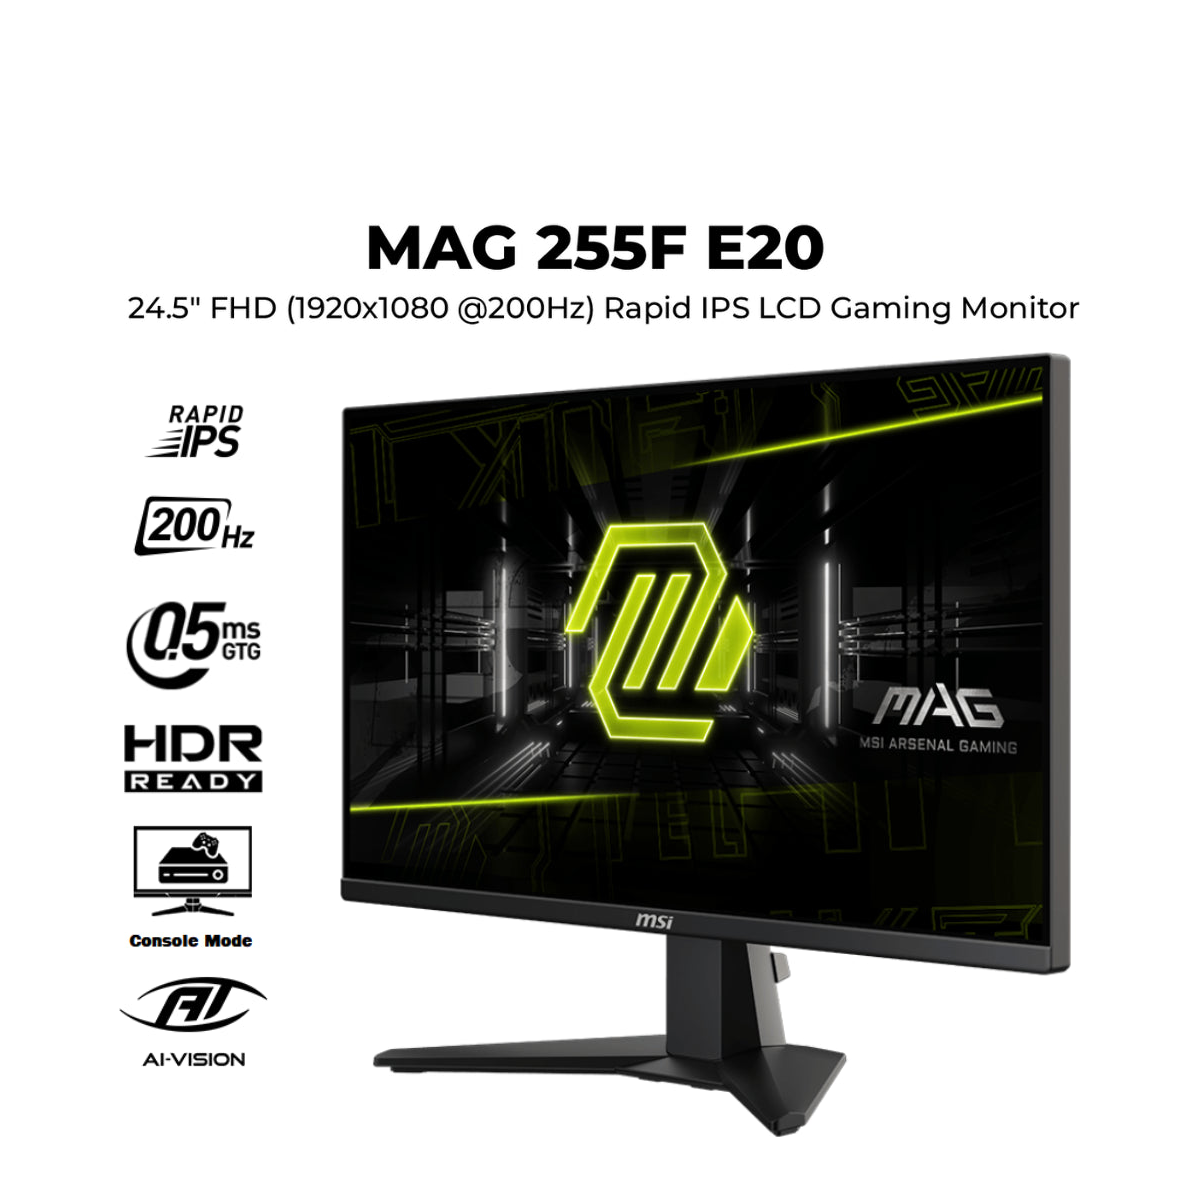 MAG 255F E20
24.5" FHD (1920x1080 @200Hz) Rapid IPS LCD Gaming Monitor
RAPID
IPS
200Hz
0.5ms
GTG
HDR
READY
Console Mode
AI
AI-VISION
MAG
MSI ARSENAL GAMING
msi